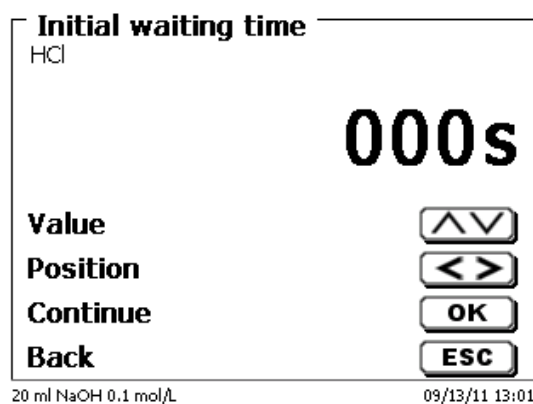 Initial waiting time
HCl
000s
Value
Position < >
Continue OK
Back ESC
20 ml NaOH 0.1 mol/L 09/13/11 13:01